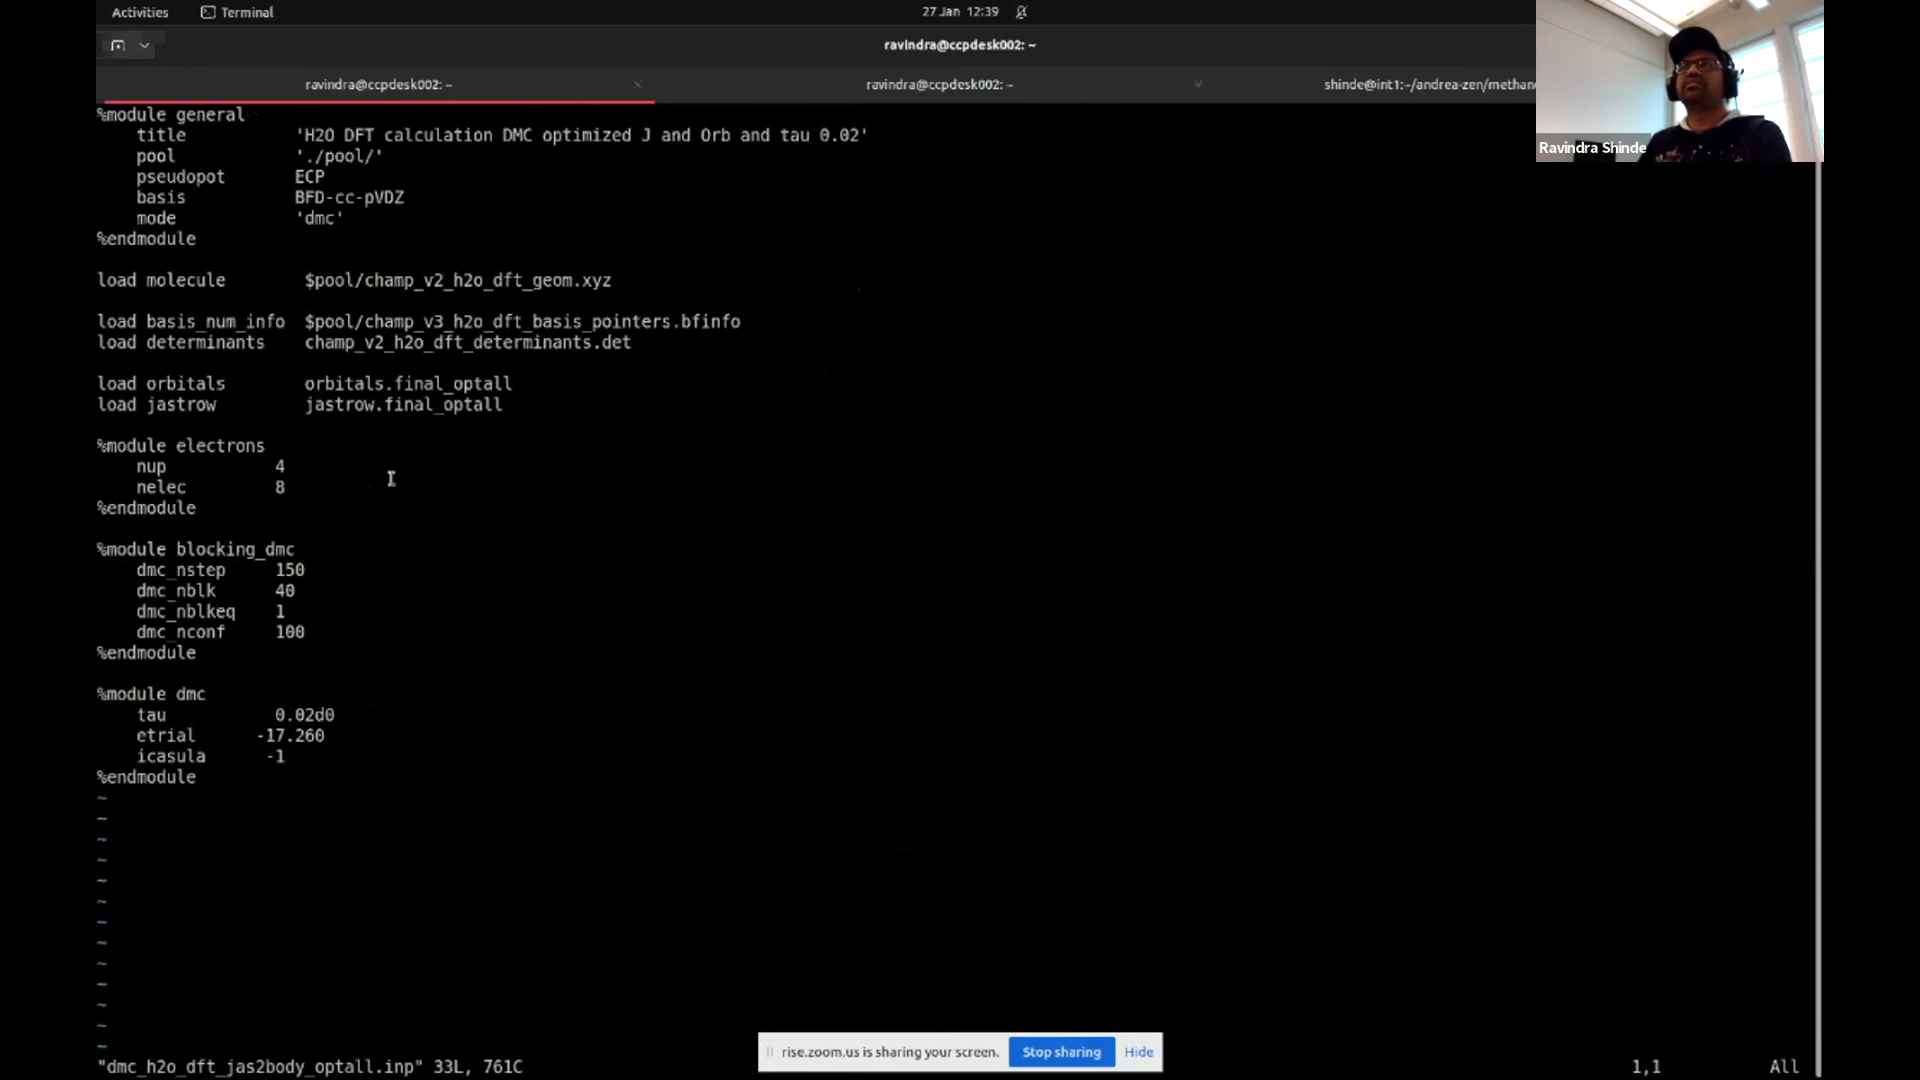 Activities
Terminal
27 Jan 12:39
ravindra@ccpdesk002: ~
ravindra@ccpdesk002: ~
ravindra@ccpdesk002: ~
shinde@int1:~/andrea-zen/methan
Ravindra Shinde
%module general
title 'H2O DFT calculation DMC optimized J and Orb and tau 0.02'
pool './pool/'
pseudopot ECP
basis BFD-cc-pVDZ
mode 'dmc'
%endmodule
load molecule $pool/champ_v2_h2o_dft_geom.xyz
load basis_num_info $pool/champ_v3_h2o_dft_basis_pointers.bfinfo
load determinants champ_v2_h2o_dft_determinants.det
load orbitals orbitals.final_optall
load jastrow jastrow.final_optall
%module electrons
nup 4
nelec 8
%endmodule
%module blocking_dmc
dmc_nstep 150
dmc_nblk 40
dmc_nblkeq 1
dmc_nconf 100
%endmodule
%module dmc
tau 0.02d0
etrial -17.260
icasula -1
%endmodule
~
~
~
~
~
~
~
~
~
~
~
~
~
rise.zoom.us is sharing your screen.
Stop sharing
Hide
"dmc_h2o_dft_jas2body_optall.inp" 33L, 761C
1,1
All